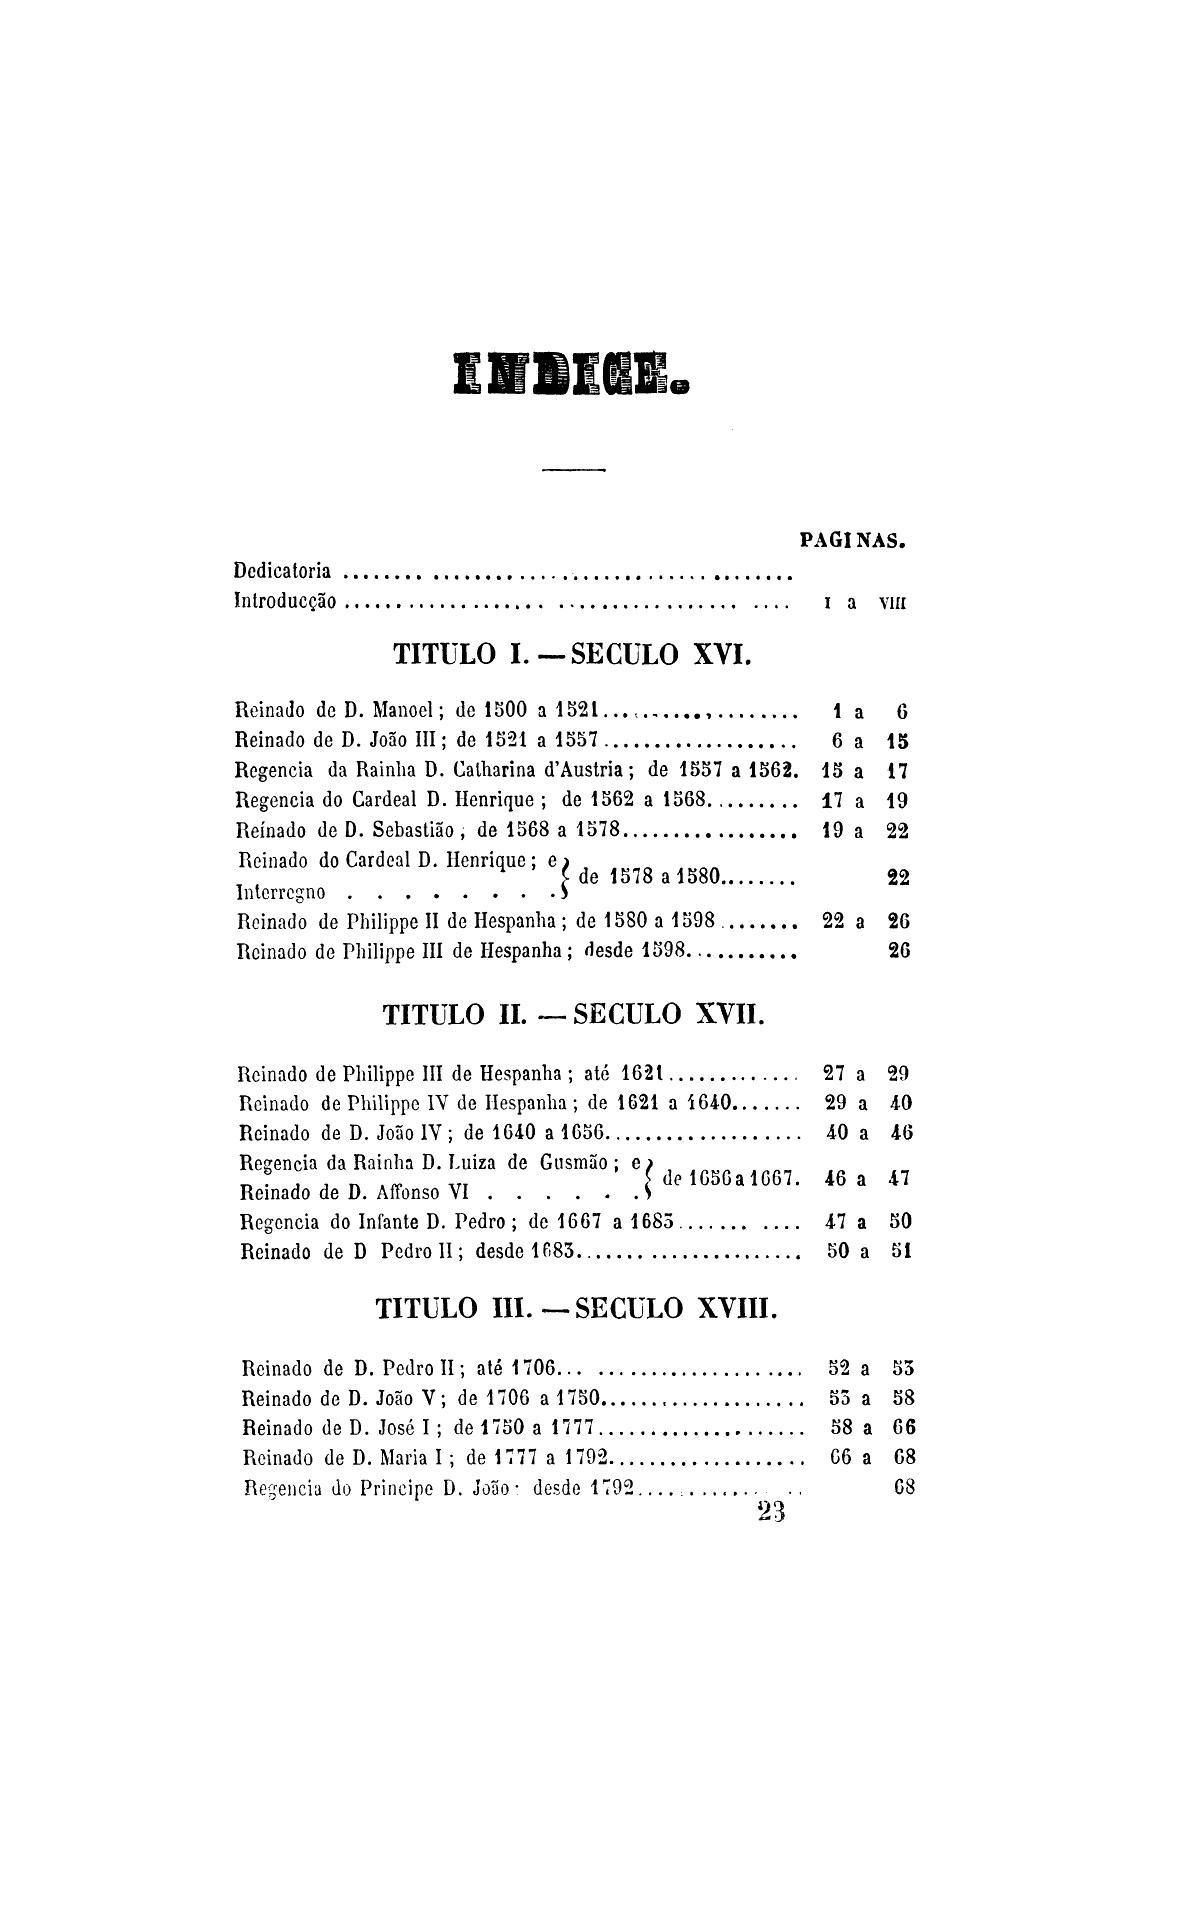 INDICE.
PAGINAS.
Dedicatoria ........ ............................ ........
Introducção .................... .................. .... I a VIII
TITULO I. — SECULO XVI.
Reinado de D. Manoel ; de 1500 a 1521.................... 1 a 6
Reinado de D. João III ; de 1521 a 1557................... 6 a 15
Regencia da Rainha D. Catharina d'Austria ; de 1557 a 1562. 15 a 17
Regencia do Cardeal D. Henrique ; de 1562 a 1568......... 17 a 19
Reinado de D. Sebastião ; de 1568 a 1578................. 19 a 22
Reinado do Cardeal D. Henrique ; e
Interregno . . . . . . . . } de 1578 a 1580........ 22
Reinado de Philippe II de Hespanha ; de 1580 a 1598 ........ 22 a 26
Reinado de Philippe III de Hespanha ; desde 1598........... 26
TITULO II. — SECULO XVII.
Reinado de Philippe III de Hespanha ; até 1621............. 27 a 29
Reinado de Philippe IV de Hespanha ; de 1621 a 1640....... 29 a 40
Reinado de D. João IV ; de 1640 a 1656................... 40 a 46
Regencia da Rainha D. Luiza de Gusmão ; e
Reinado de D. Affonso VI . . . . . . } de 1656 a 1667. 46 a 47
Regencia do Infante D. Pedro ; de 1667 a 1683....... .... 47 a 50
Reinado de D Pedro II ; desde 1683...................... 50 a 51
TITULO III. — SECULO XVIII.
Reinado de D. Pedro II ; até 1706... .................... 52 a 53
Reinado de D. João V ; de 1706 a 1750.................... 53 a 58
Reinado de D. José I ; de 1750 a 1777.................... 58 a 66
Reinado de D. Maria I ; de 1777 a 1792................... 66 a 68
Regencia do Principe D. João ; desde 1792............ . . 68
23